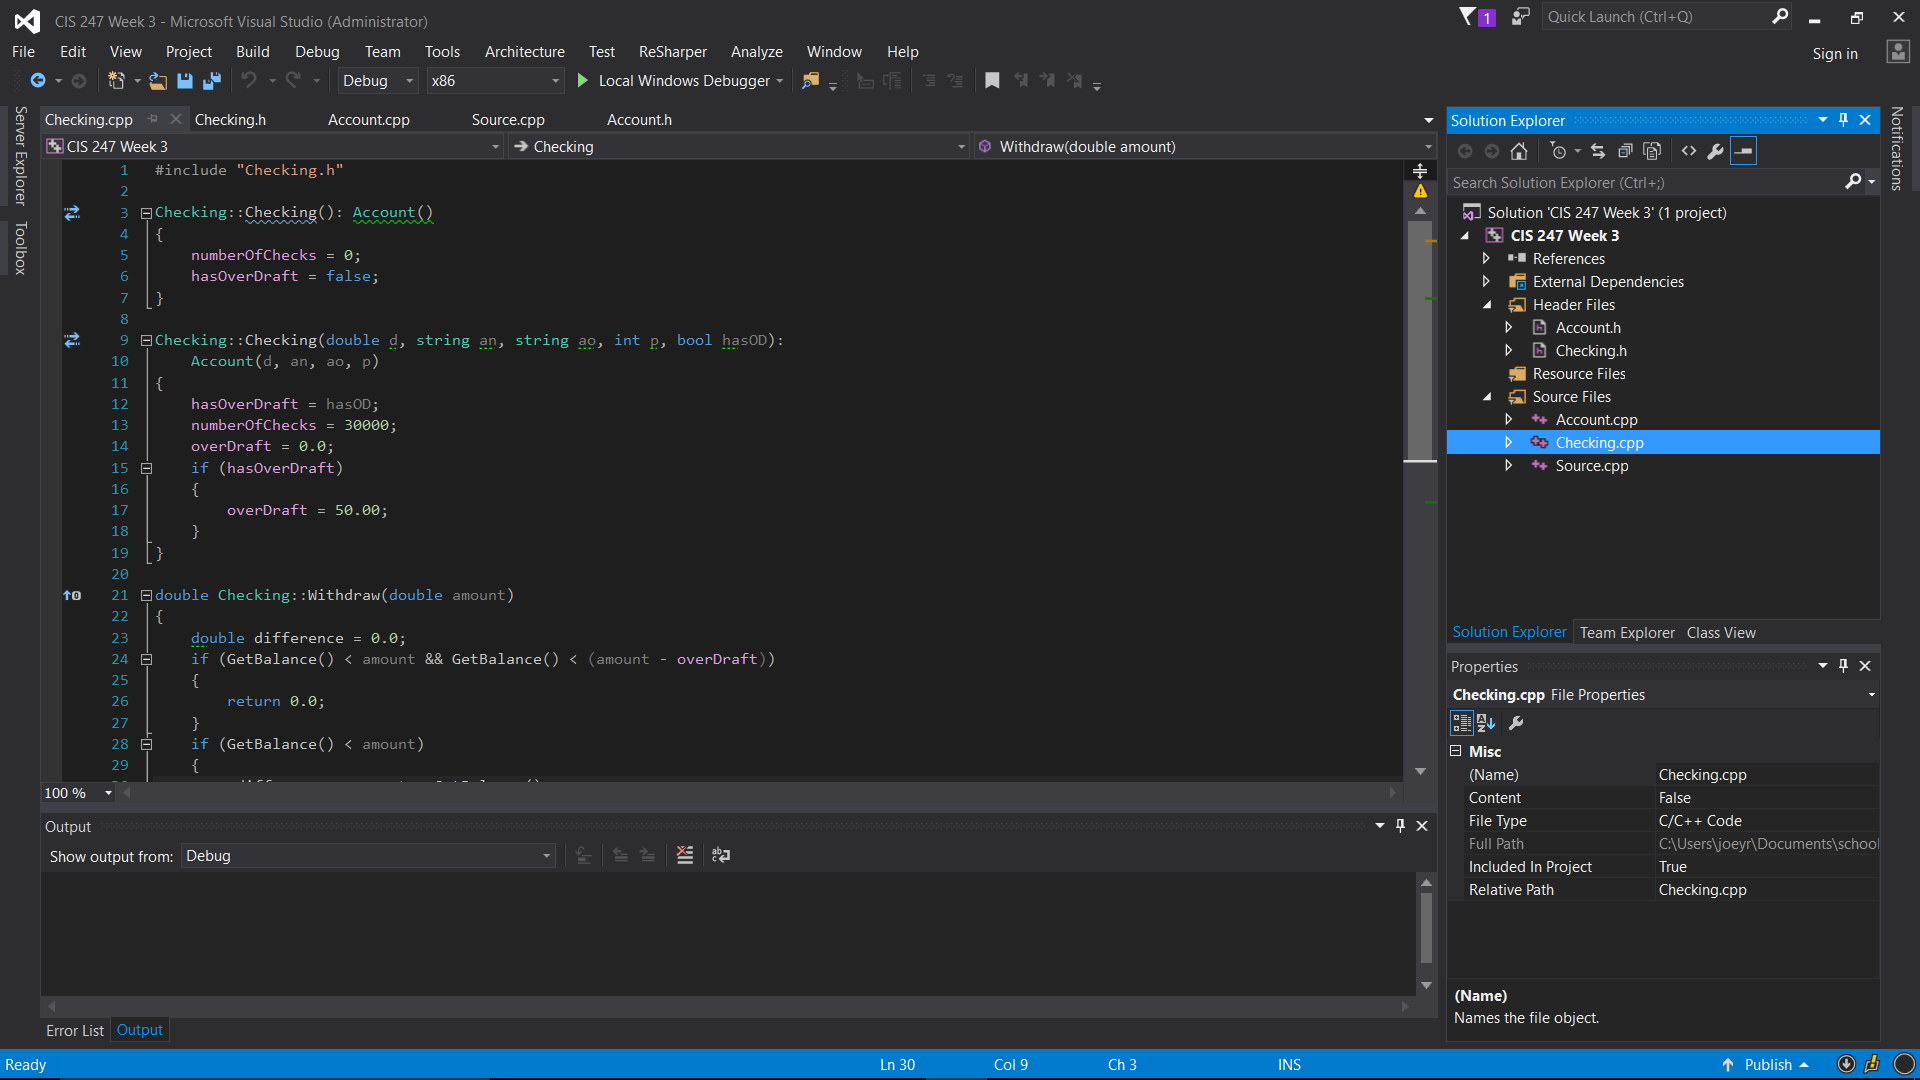 CIS 247 Week 3 - Microsoft Visual Studio (Administrator)
1
Quick Launch (Ctrl+Q)
File Edit View Project Build Debug Team Tools Architecture Test ReSharper Analyze Window Help
Sign in
Debug x86 Local Windows Debugger
Server Explorer
Toolbox
Checking.cpp Checking.h Account.cpp Source.cpp Account.h
CIS 247 Week 3 Checking Withdraw(double amount)
1 #include "Checking.h"
2
3 Checking::Checking(): Account()
4 {
5 numberOfChecks = 0;
6 hasOverDraft = false;
7 }
8
9 Checking::Checking(double d, string an, string ao, int p, bool hasOD):
10 Account(d, an, ao, p)
11 {
12 hasOverDraft = hasOD;
13 numberOfChecks = 30000;
14 overDraft = 0.0;
15 if (hasOverDraft)
16 {
17 overDraft = 50.00;
18 }
19 }
20
21 double Checking::Withdraw(double amount)
22 {
23 double difference = 0.0;
24 if (GetBalance() < amount && GetBalance() < (amount - overDraft))
25 {
26 return 0.0;
27 }
28 if (GetBalance() < amount)
29 {
100 %
Output
Show output from: Debug
Error List Output
Solution Explorer
Search Solution Explorer (Ctrl+;)
Solution 'CIS 247 Week 3' (1 project)
CIS 247 Week 3
References
External Dependencies
Header Files
Account.h
Checking.h
Resource Files
Source Files
Account.cpp
Checking.cpp
Source.cpp
Solution Explorer Team Explorer Class View
Properties
Checking.cpp File Properties
Misc
(Name) Checking.cpp
Content False
File Type C/C++ Code
Full Path C:\Users\joeyr\Documents\school
Included In Project True
Relative Path Checking.cpp
(Name)
Names the file object.
Notifications
Ready Ln 30 Col 9 Ch 3 INS Publish